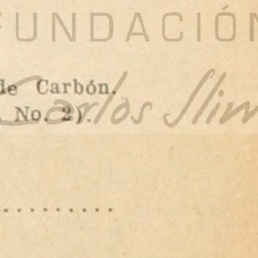 FUNDACIÓN
de Carbón.
Carlos Slim
No. 2).
..........